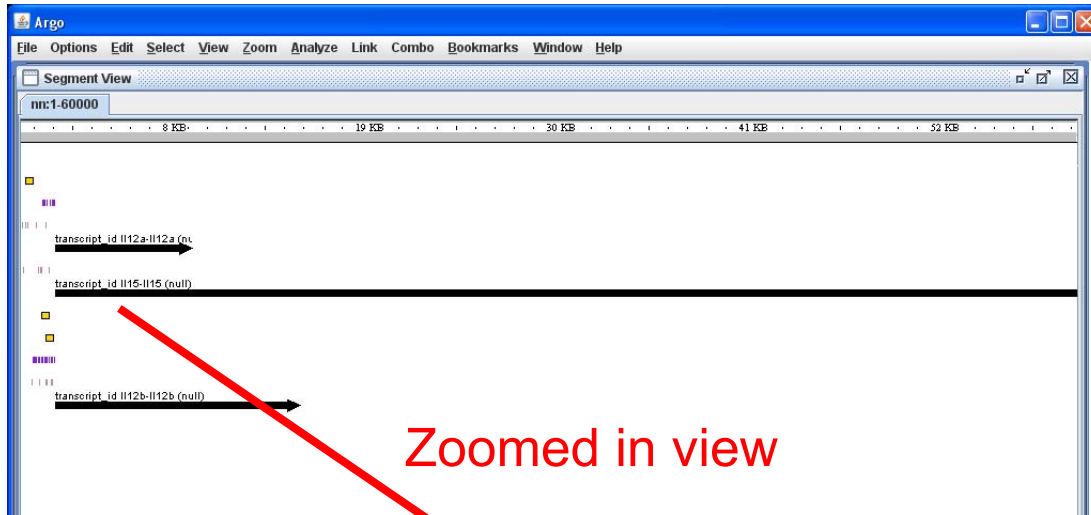 Argo
File Options Edit Select View Zoom Analyze Link Combo Bookmarks Window Help
Segment View
nn:1-60000
8 KB 19 KB 30 KB 41 KB 52 KB
transcript_id Il12a-Il12a (nu
transcript_id Il15-Il15 (null)
transcript_id Il12b-Il12b (null)
Zoomed in view